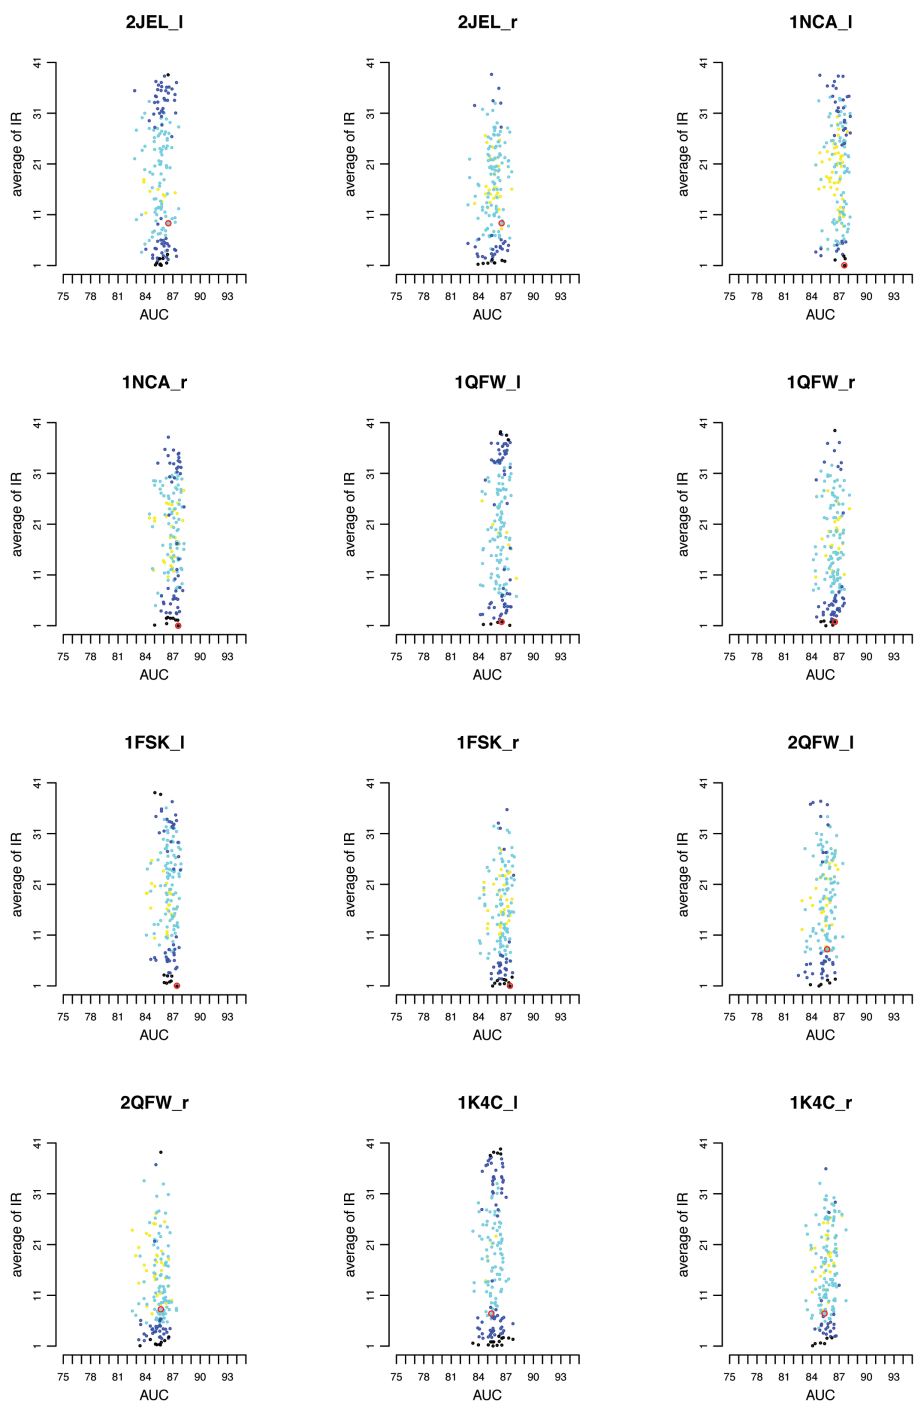 2JEL_l
2JEL_r
1NCA_l
average of IR
1 11 21 31 41
75 78 81 84 87 90 93
AUC
average of IR
1 11 21 31 41
75 78 81 84 87 90 93
AUC
average of IR
1 11 21 31 41
75 78 81 84 87 90 93
AUC
1NCA_r
1QFW_l
1QFW_r
average of IR
1 11 21 31 41
75 78 81 84 87 90 93
AUC
average of IR
1 11 21 31 41
75 78 81 84 87 90 93
AUC
average of IR
1 11 21 31 41
75 78 81 84 87 90 93
AUC
1FSK_l
1FSK_r
2QFW_l
average of IR
1 11 21 31 41
75 78 81 84 87 90 93
AUC
average of IR
1 11 21 31 41
75 78 81 84 87 90 93
AUC
average of IR
1 11 21 31 41
75 78 81 84 87 90 93
AUC
2QFW_r
1K4C_l
1K4C_r
average of IR
1 11 21 31 41
75 78 81 84 87 90 93
AUC
average of IR
1 11 21 31 41
75 78 81 84 87 90 93
AUC
average of IR
1 11 21 31 41
75 78 81 84 87 90 93
AUC